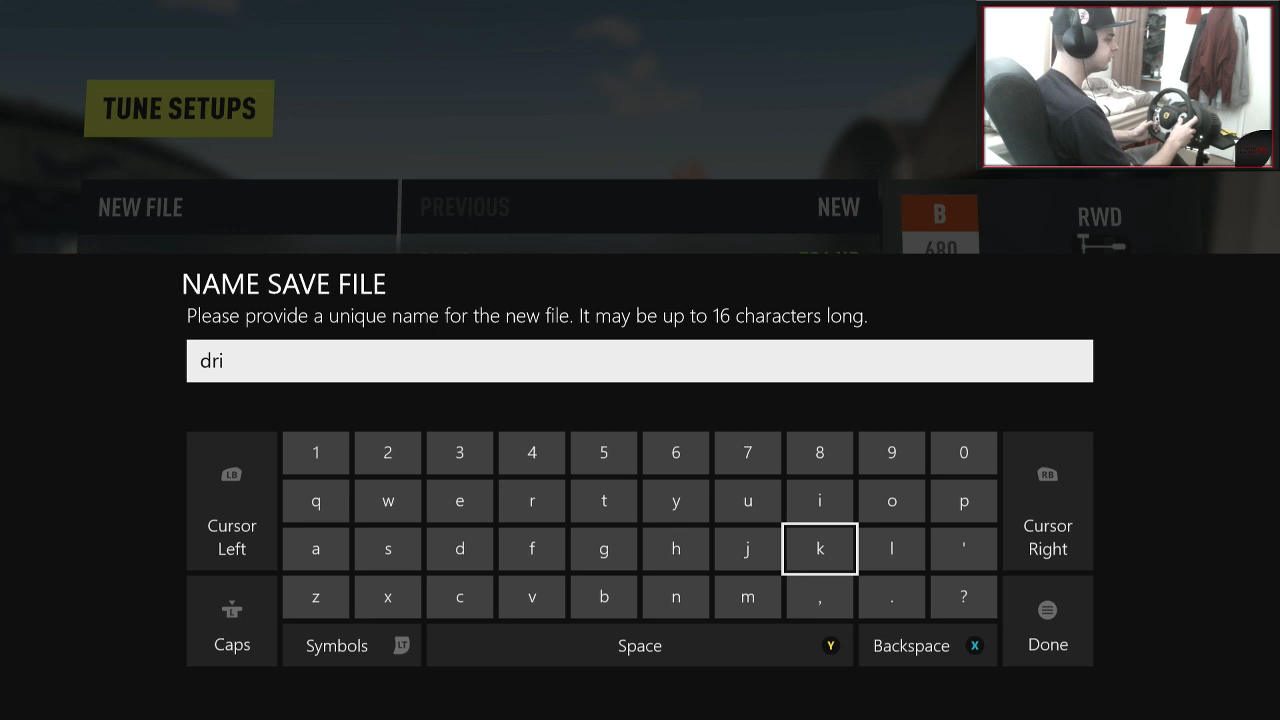 TUNE SETUPS
NEW FILE
PREVIOUS NEW
B
680
RWD
NAME SAVE FILE
Please provide a unique name for the new file. It may be up to 16 characters long.
dri
LB
Cursor
Left
1 2 3 4 5 6 7 8 9 0
q w e r t y u i o p
a s d f g h j k l '
z x c v b n m , . ?
RB
Cursor
Right
L
Caps
Symbols LT
Space Y
Backspace X
Done